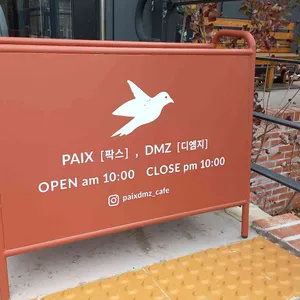 PAIX [팍스] , DMZ [디엠지]
OPEN am 10:00 CLOSE pm 10:00
paixdmz_cafe